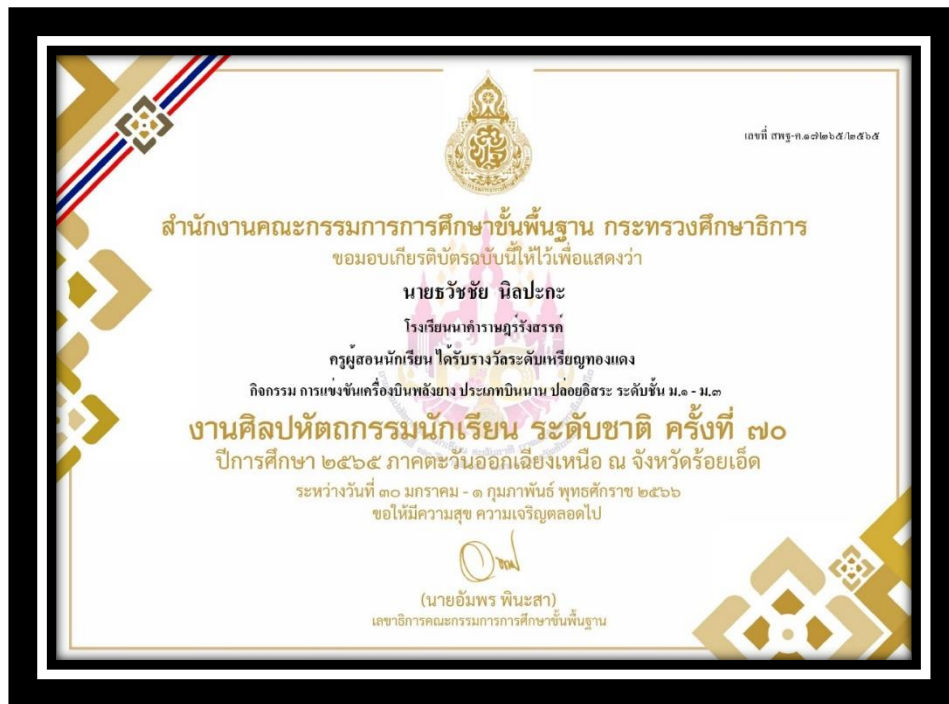 เลขที่ สพฐ-ค.๑๗๒๖๕/๒๕๖๕
สำนักงานคณะกรรมการการศึกษาขั้นพื้นฐาน กระทรวงศึกษาธิการ
ขอมอบเกียรติบัตรฉบับนี้ให้ไว้เพื่อแสดงว่า
นายธวัชชัย นิลปะกะ
โรงเรียนนาคำราษฎร์รังสรรค์
ครูผู้สอนนักเรียน ได้รับรางวัลระดับเหรียญทองแดง
กิจกรรม การแข่งขันเครื่องบินพลังยาง ประเภทบินนาน ปล่อยอิสระ ระดับชั้น ม.๑ - ม.๓
งานศิลปหัตถกรรมนักเรียน ระดับชาติ ครั้งที่ ๗๐
ปีการศึกษา ๒๕๖๕ ภาคตะวันออกเฉียงเหนือ ณ จังหวัดร้อยเอ็ด
ระหว่างวันที่ ๓๐ มกราคม - ๑ กุมภาพันธ์ พุทธศักราช ๒๕๖๖
ขอให้มีความสุข ความเจริญตลอดไป
(นายอัมพร พินะสา)
เลขาธิการคณะกรรมการการศึกษาขั้นพื้นฐาน